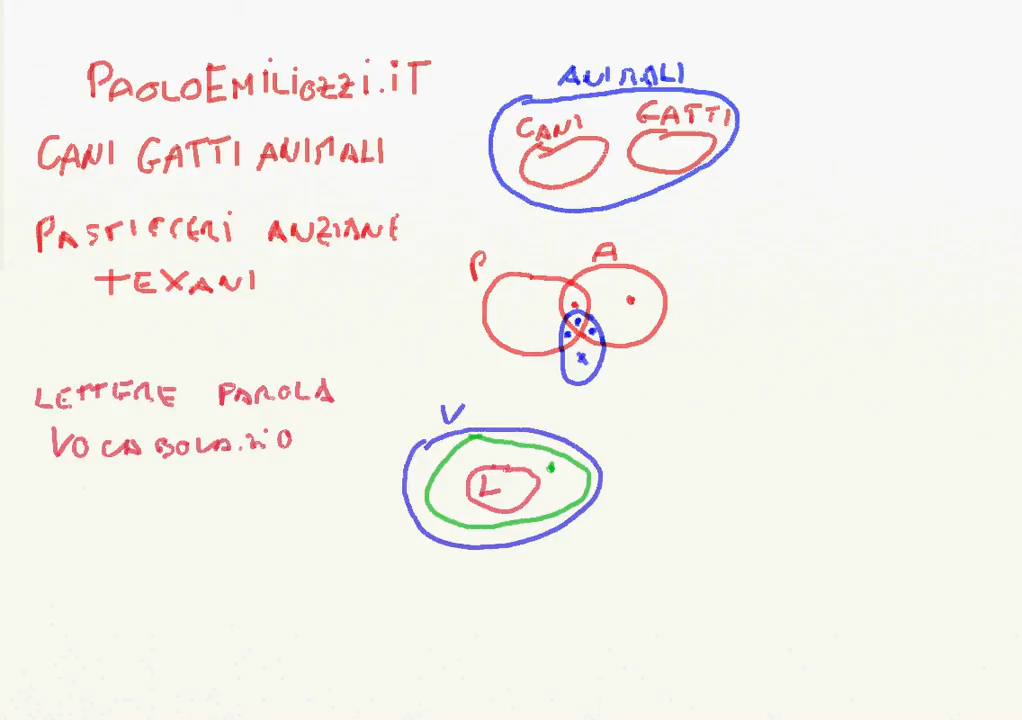 PAOLOEMILIOZZI.IT
CANI GATTI ANIMALI
PASTICCERI ANZIANE
TEXANI
LETTERE PAROLA
VOCABOLARIO
ANIMALI
CANI GATTI
P A
V
L